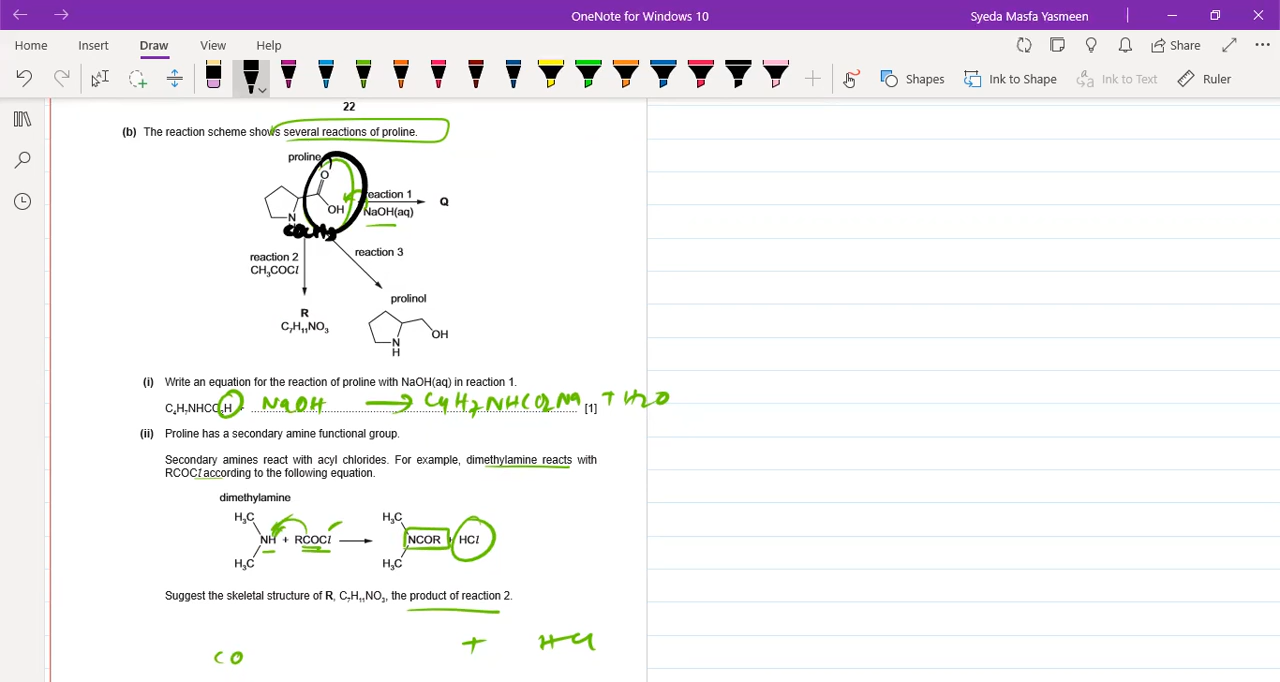 OneNote for Windows 10
Syeda Masfa Yasmeen
Home Insert Draw View Help
Share
Shapes Ink to Shape Ink to Text Ruler
22
(b) The reaction scheme shows several reactions of proline.
proline
O
OH
N
COCH3
reaction 1
NaOH(aq)
Q
reaction 2
CH₃COCl
reaction 3
R
C₇H₁₁NO₃
prolinol
OH
N
H
(i) Write an equation for the reaction of proline with NaOH(aq) in reaction 1.
C₄H₇NHCO₂H + NaOH → C4H7NHCO2Na + H2O [1]
(ii) Proline has a secondary amine functional group.
Secondary amines react with acyl chlorides. For example, dimethylamine reacts with
RCOCl according to the following equation.
dimethylamine
H₃C H₃C
NH + RCOCl → NCOR + HCl
H₃C H₃C
Suggest the skeletal structure of R, C₇H₁₁NO₃, the product of reaction 2.
+ HCl
CO